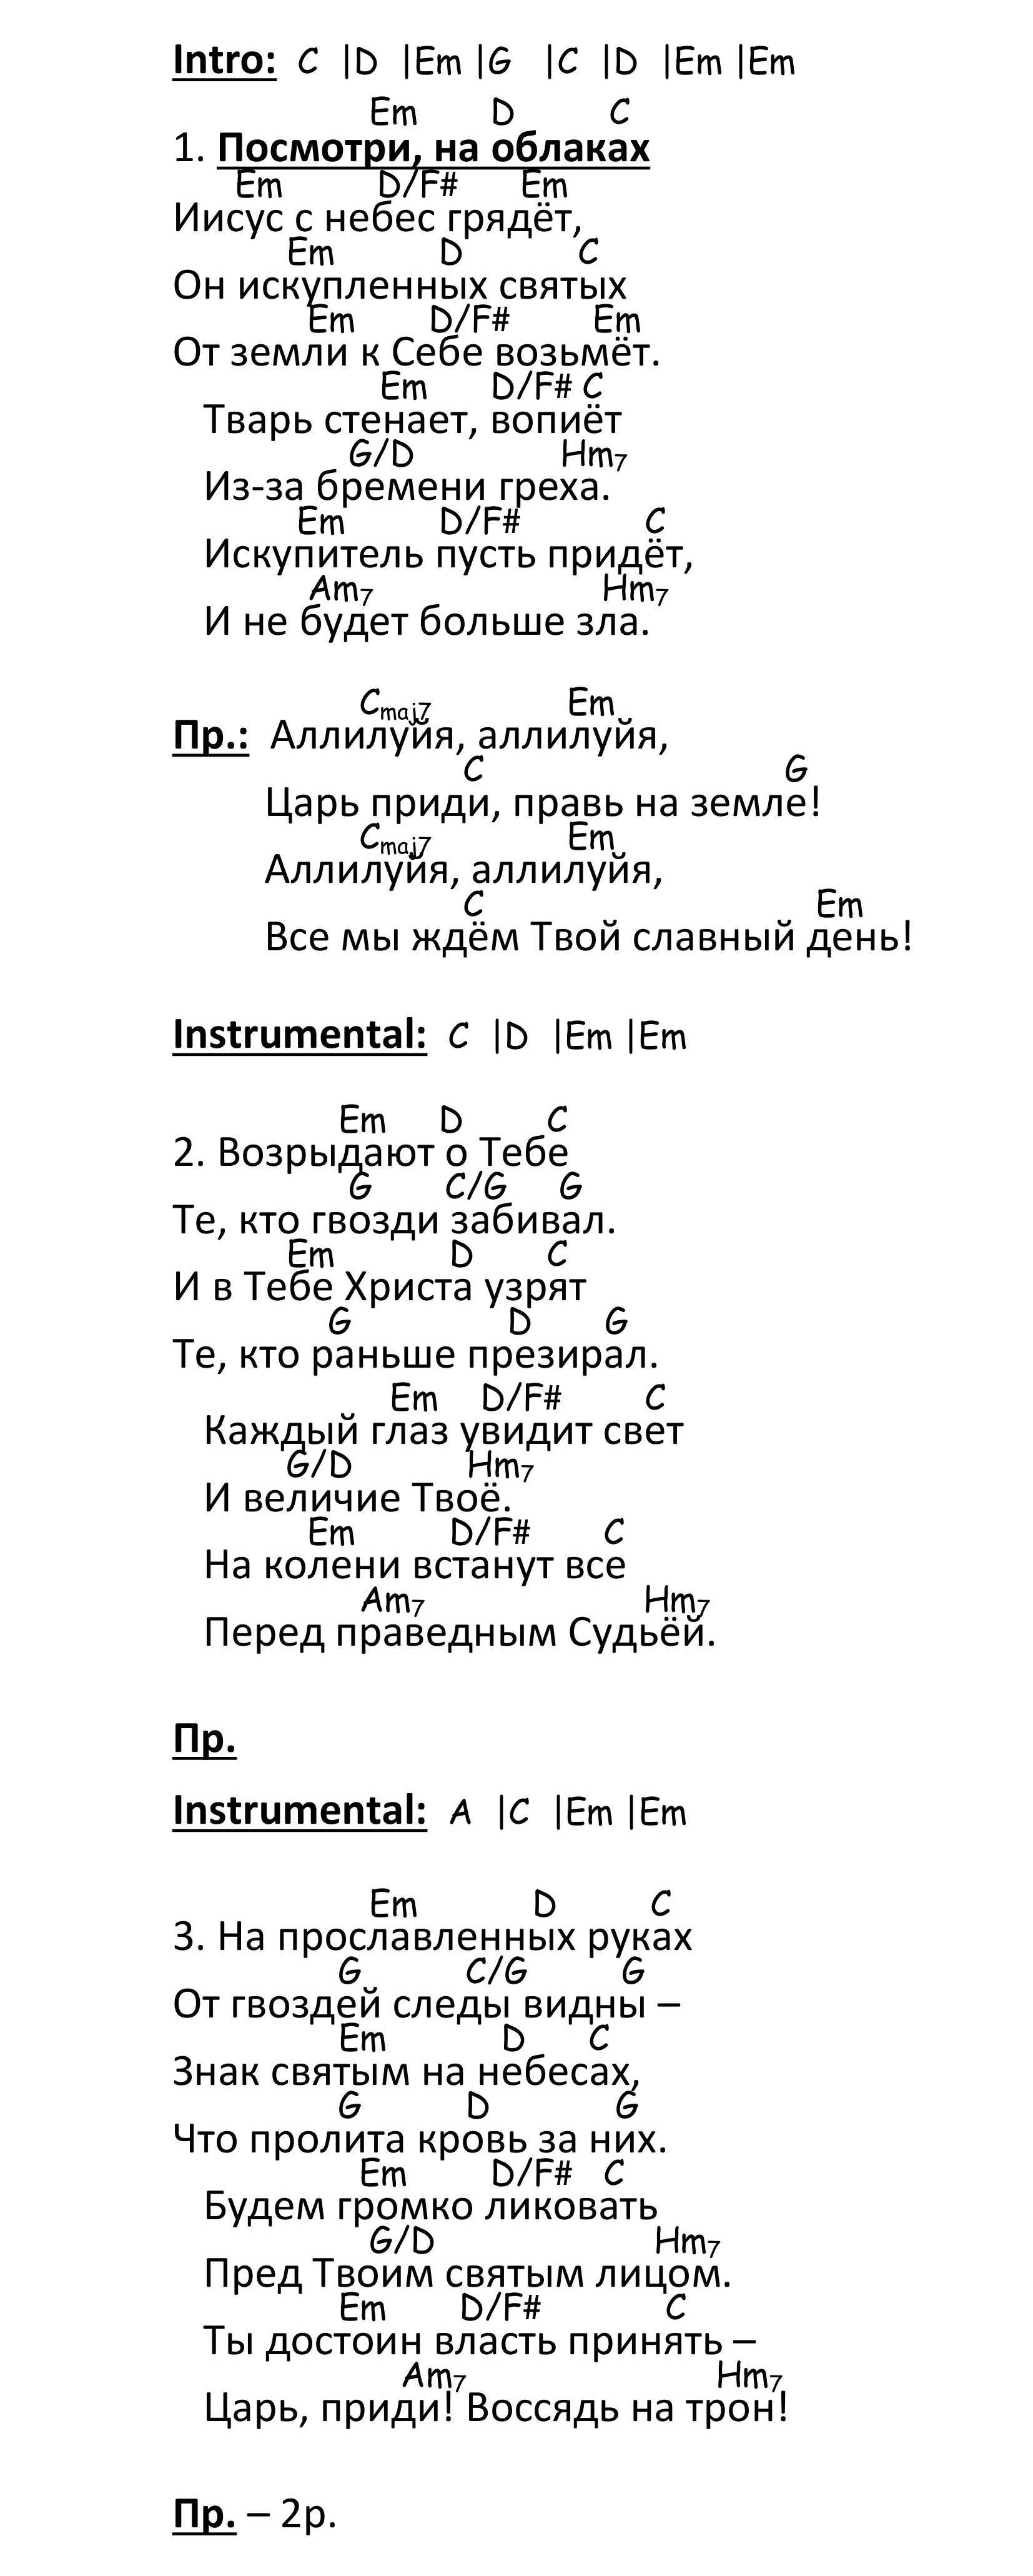 Intro: C |D |Em |G |C |D |Em |Em
Em D C
1. Посмотри, на облаках
Em D/F# Em
Иисус с небес грядёт,
Em D C
Он искупленных святых
Em D/F# Em
От земли к Себе возьмёт.
Em D/F# C
Тварь стенает, вопиёт
G/D Hm7
Из-за бремени греха.
Em D/F# C
Искупитель пусть придёт,
Am7 Hm7
И не будет больше зла.
Cmaj7 Em
Пр.: Аллилуйя, аллилуйя,
C G
Царь приди, правь на земле!
Cmaj7 Em
Аллилуйя, аллилуйя,
C Em
Все мы ждём Твой славный день!
Instrumental: C |D |Em |Em
Em D C
2. Возрыдают о Тебе
G C/G G
Те, кто гвозди забивал.
Em D C
И в Тебе Христа узрят
G D G
Те, кто раньше презирал.
Em D/F# C
Каждый глаз увидит свет
G/D Hm7
И величие Твоё.
Em D/F# C
На колени встанут все
Am7 Hm7
Перед праведным Судьёй.
Пр.
Instrumental: A |C |Em |Em
Em D C
3. На прославленных руках
G C/G G
От гвоздей следы видны –
Em D C
Знак святым на небесах,
G D G
Что пролита кровь за них.
Em D/F# C
Будем громко ликовать
G/D Hm7
Пред Твоим святым лицом.
Em D/F# C
Ты достоин власть принять –
Am7 Hm7
Царь, приди! Воссядь на трон!
Пр. – 2р.